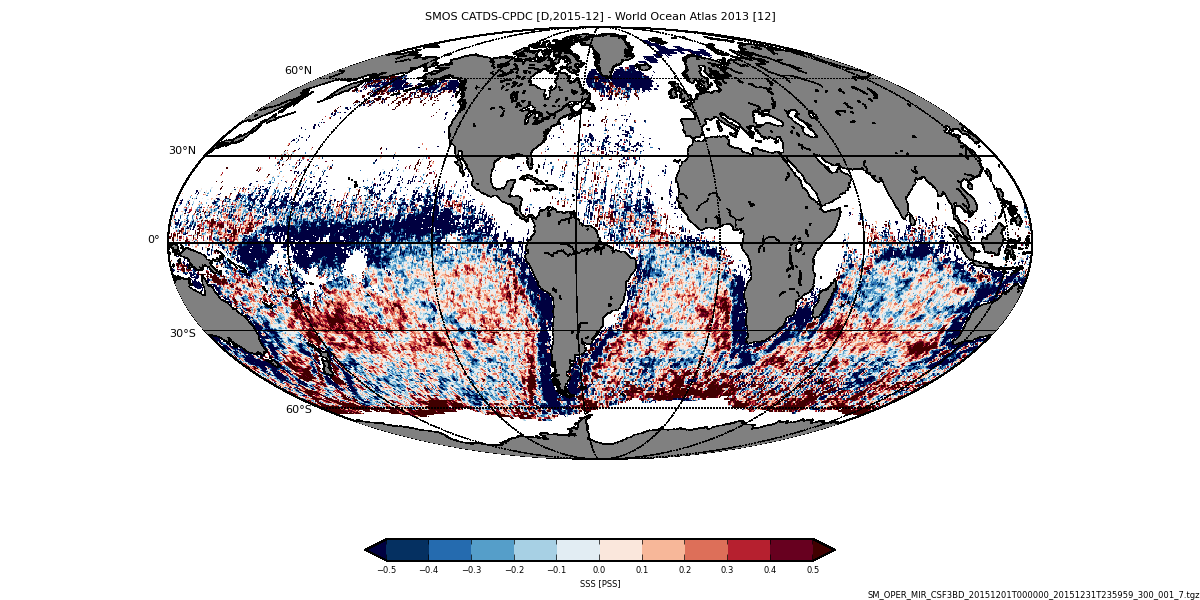 SMOS CATDS-CPDC [D,2015-12] - World Ocean Atlas 2013 [12]
60°N
30°N
0°
30°S
60°S
−0.5 −0.4 −0.3 −0.2 −0.1 0.0 0.1 0.2 0.3 0.4 0.5
SSS [PSS]
SM_OPER_MIR_CSF3BD_20151201T000000_20151231T235959_300_001_7.tgz